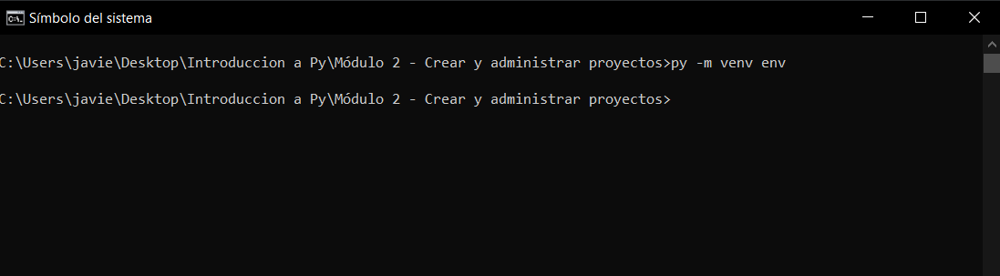 Símbolo del sistema
C:\Users\javie\Desktop\Introduccion a Py\Módulo 2 - Crear y administrar proyectos>py -m venv env
C:\Users\javie\Desktop\Introduccion a Py\Módulo 2 - Crear y administrar proyectos>